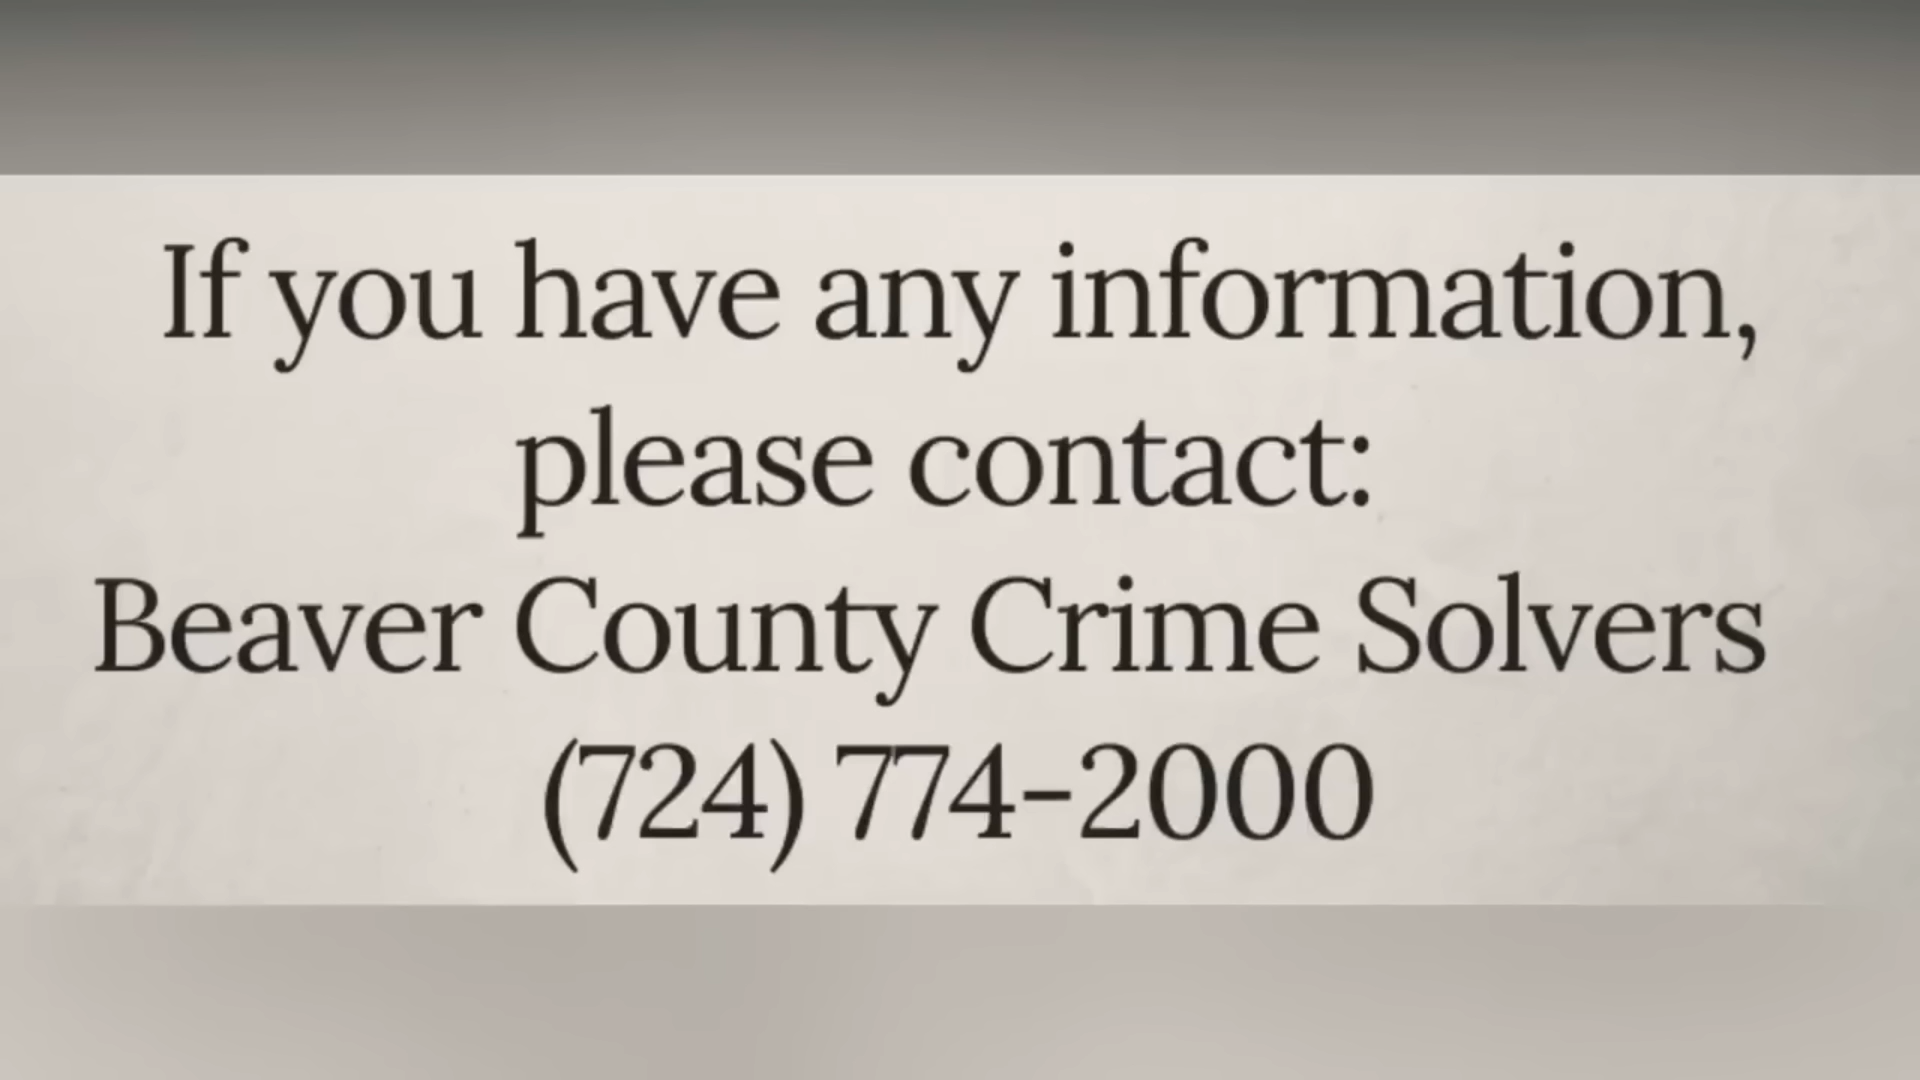 If you have any information,
please contact:
Beaver County Crime Solvers
(724) 774-2000